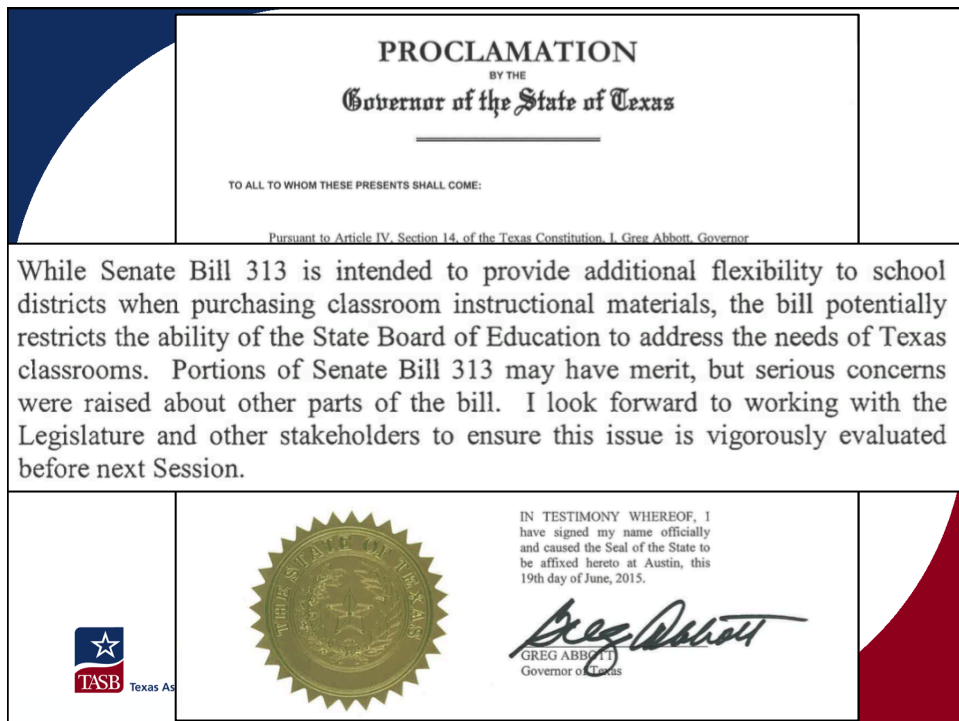 PROCLAMATION
BY THE
Governor of the State of Texas
TO ALL TO WHOM THESE PRESENTS SHALL COME:
Pursuant to Article IV, Section 14, of the Texas Constitution, I, Greg Abbott, Governor
While Senate Bill 313 is intended to provide additional flexibility to school
districts when purchasing classroom instructional materials, the bill potentially
restricts the ability of the State Board of Education to address the needs of Texas
classrooms. Portions of Senate Bill 313 may have merit, but serious concerns
were raised about other parts of the bill. I look forward to working with the
Legislature and other stakeholders to ensure this issue is vigorously evaluated
before next Session.
THE STATE OF TEXAS
IN TESTIMONY WHEREOF, I
have signed my name officially
and caused the Seal of the State to
be affixed hereto at Austin, this
19th day of June, 2015.
Greg Abbott
GREG ABBOTT
Governor of Texas
TASB
Texas As